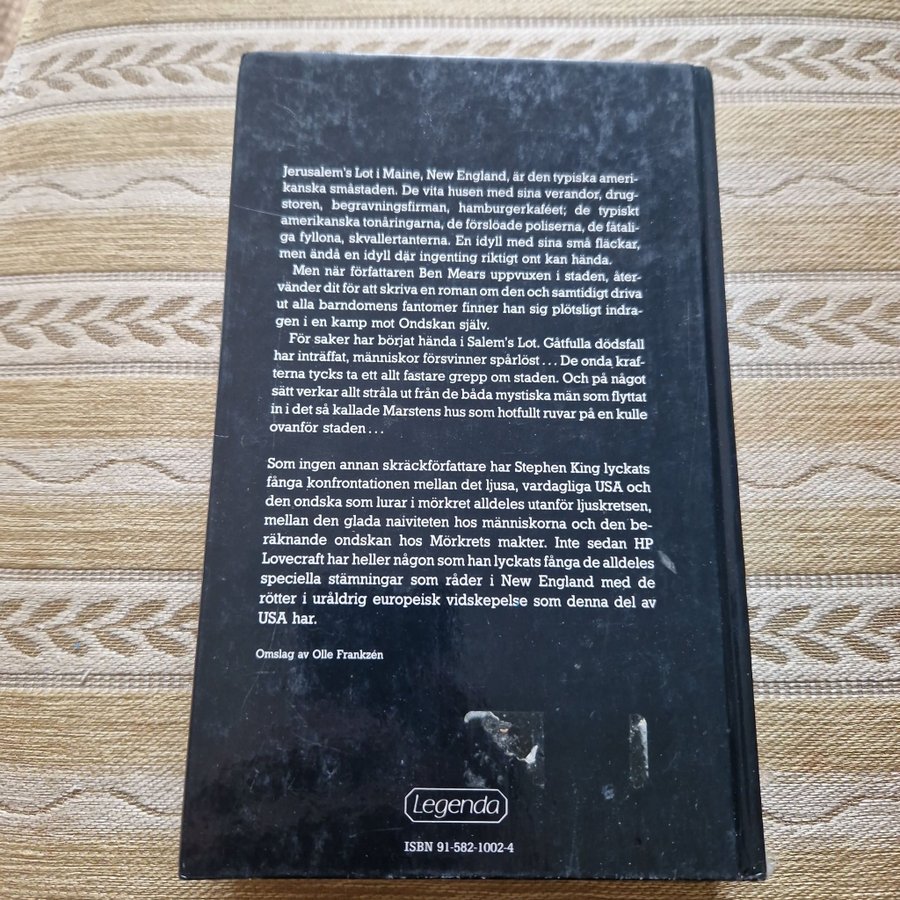 Jerusalem's Lot i Maine, New England, är den typiska ameri-
kanska småstaden. De vita husen med sina verandor, drug-
storen, begravningsfirman, hamburgerkaféet; de typiskt
amerikanska tonåringarna, de förslöade poliserna, de fåtali-
ga fyllona, skvallertanterna. En idyll med sina små fläckar,
men ändå en idyll där ingenting riktigt ont kan hända.
Men när författaren Ben Mears uppvuxen i staden, åter-
vänder dit för att skriva en roman om den och samtidigt driva
ut alla barndomens fantomer finner han sig plötsligt indra-
gen i en kamp mot Ondskan själv.
För saker har börjat hända i Salem's Lot. Gåtfulla dödsfall
har inträffat, människor försvinner spårlöst... De onda kraf-
terna tycks ta ett allt fastare grepp om staden. Och på något
sätt verkar allt stråla ut från de båda mystiska män som flyttat
in i det så kallade Marstens hus som hotfullt ruvar på en kulle
ovanför staden...
Som ingen annan skräckförfattare har Stephen King lyckats
fånga konfrontationen mellan det ljusa, vardagliga USA och
den ondska som lurar i mörkret alldeles utanför ljuskretsen,
mellan den glada naiviteten hos människorna och den be-
räknande ondskan hos Mörkrets makter. Inte sedan HP
Lovecraft har heller någon som han lyckats fånga de alldeles
speciella stämningar som råder i New England med de
rötter i uråldrig europeisk vidskepelse som denna del av
USA har.
Omslag av Olle Frankzén
Legenda
ISBN 91-582-1002-4